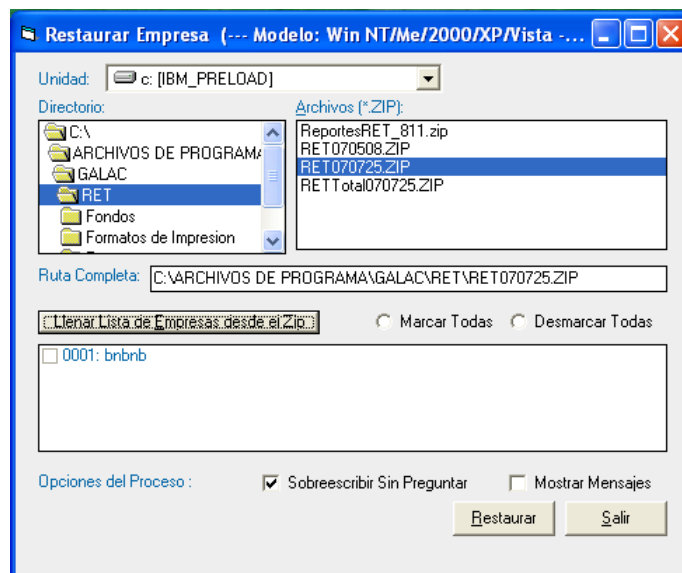 Restaurar Empresa (--- Modelo: Win NT/Me/2000/XP/Vista -...
Unidad: c: [IBM_PRELOAD]
Directorio: Archivos (*.ZIP):
C:\
ARCHIVOS DE PROGRAMA
GALAC
RET
Fondos
Formatos de Impresion
ReportesRET_811.zip
RET070508.ZIP
RET070725.ZIP
RETTotal070725.ZIP
Ruta Completa: C:\ARCHIVOS DE PROGRAMA\GALAC\RET\RET070725.ZIP
Llenar Lista de Empresas desde el Zip Marcar Todas Desmarcar Todas
0001: bnbnb
Opciones del Proceso : Sobreescribir Sin Preguntar Mostrar Mensajes
Restaurar Salir